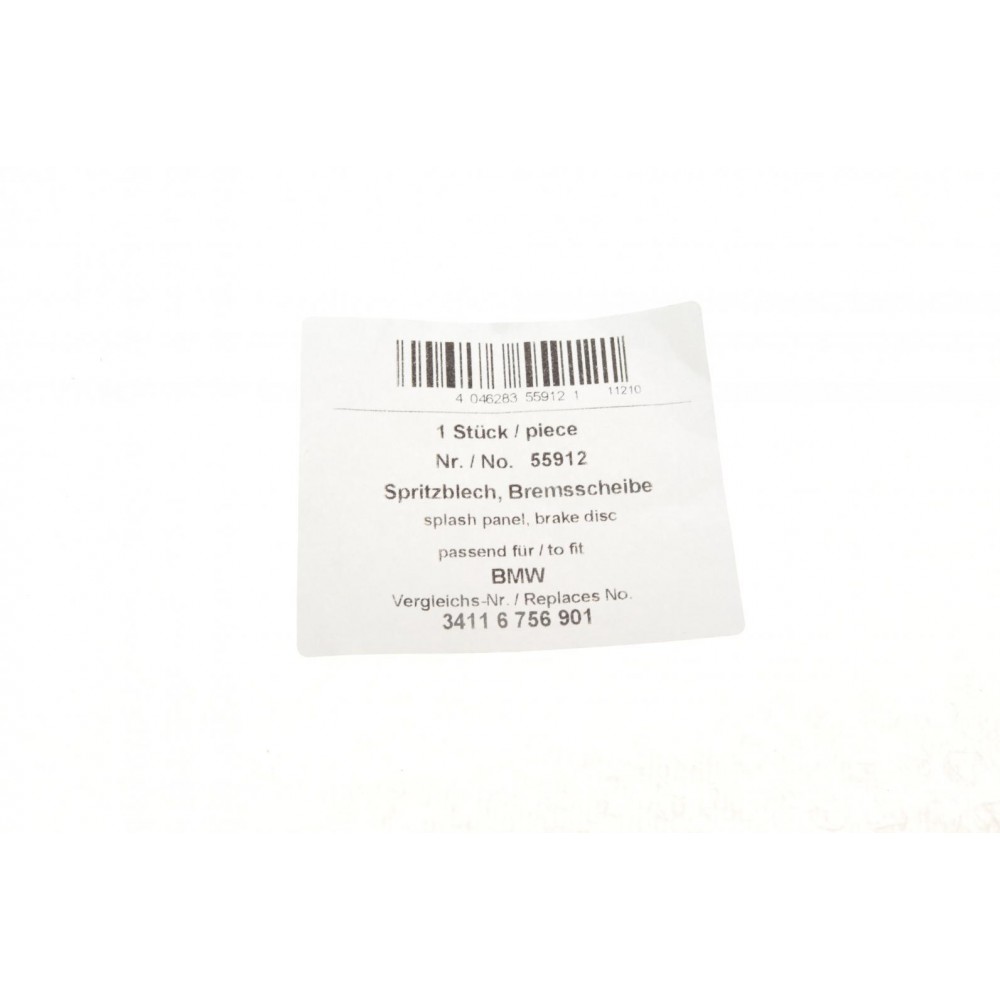 4 046283 55912 1 11210
1 Stück / piece
Nr. / No. 55912
Spritzblech, Bremsscheibe
splash panel, brake disc
passend für / to fit
BMW
Vergleichs-Nr. / Replaces No.
3411 6 756 901